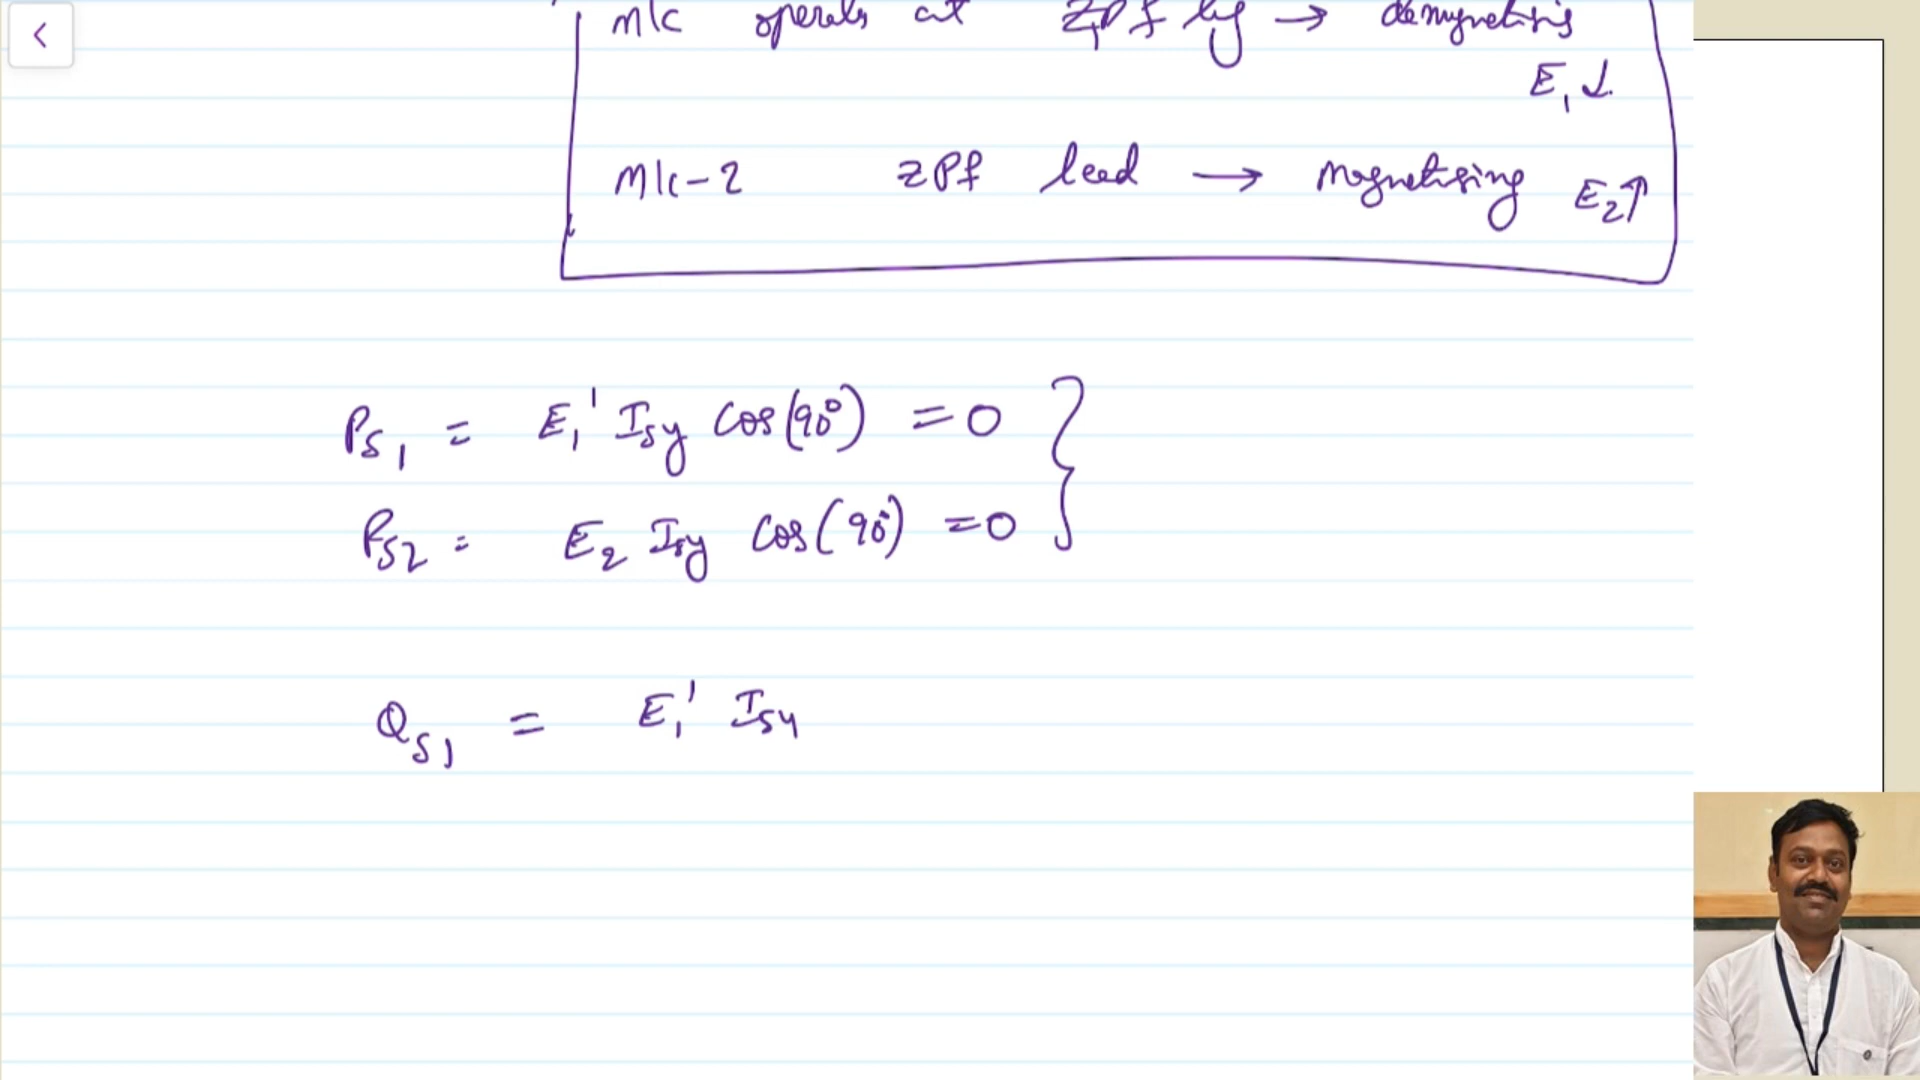 m/c operates at ZPf lag → demagnetising
E₁↓
M/c-2 ZPf lead → Magnetising E₂↑
Ps₁ = E₁' Isy Cos(90°) = 0
Ps2 = E₂ Isy Cos(90°) = 0
Qs₁ = E₁' Isy